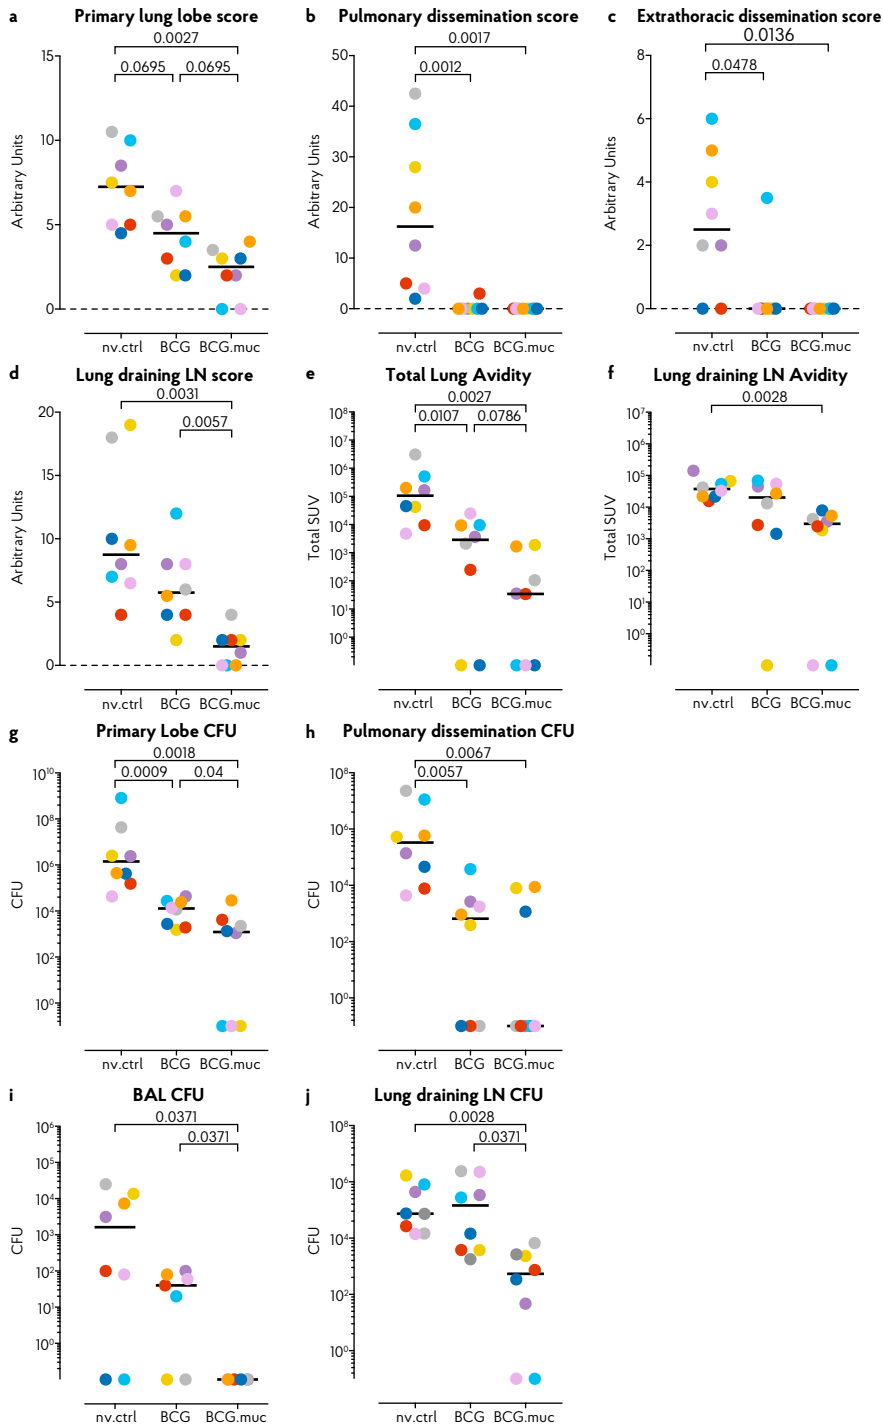 a Primary lung lobe score
0.0027
0.0695 0.0695
15
10
5
0
Arbitrary Units
nv.ctrl BCG BCG.muc
b Pulmonary dissemination score
0.0017
0.0012
50
40
30
20
10
0
Arbitrary Units
nv.ctrl BCG BCG.muc
c Extrathoracic dissemination score
0.0136
0.0478
8
6
4
2
0
Arbitrary Units
nv.ctrl BCG BCG.muc
d Lung draining LN score
0.0031
0.0057
20
15
10
5
0
Arbitrary Units
nv.ctrl BCG BCG.muc
e Total Lung Avidity
0.0027
0.0107 0.0786
10⁸
10⁷
10⁶
10⁵
10⁴
10³
10²
10¹
10⁰
Total SUV
nv.ctrl BCG BCG.muc
f Lung draining LN Avidity
0.0028
10⁷
10⁶
10⁵
10⁴
10³
10²
10¹
10⁰
Total SUV
nv.ctrl BCG BCG.muc
g Primary Lobe CFU
0.0018
0.0009 0.04
10¹⁰
10⁸
10⁶
10⁴
10²
10⁰
CFU
nv.ctrl BCG BCG.muc
h Pulmonary dissemination CFU
0.0067
0.0057
10⁸
10⁶
10⁴
10²
10⁰
CFU
nv.ctrl BCG BCG.muc
i BAL CFU
0.0371
0.0371
10⁶
10⁵
10⁴
10³
10²
10¹
10⁰
CFU
nv.ctrl BCG BCG.muc
j Lung draining LN CFU
0.0028
0.0371
10⁸
10⁶
10⁴
10²
10⁰
CFU
nv.ctrl BCG BCG.muc